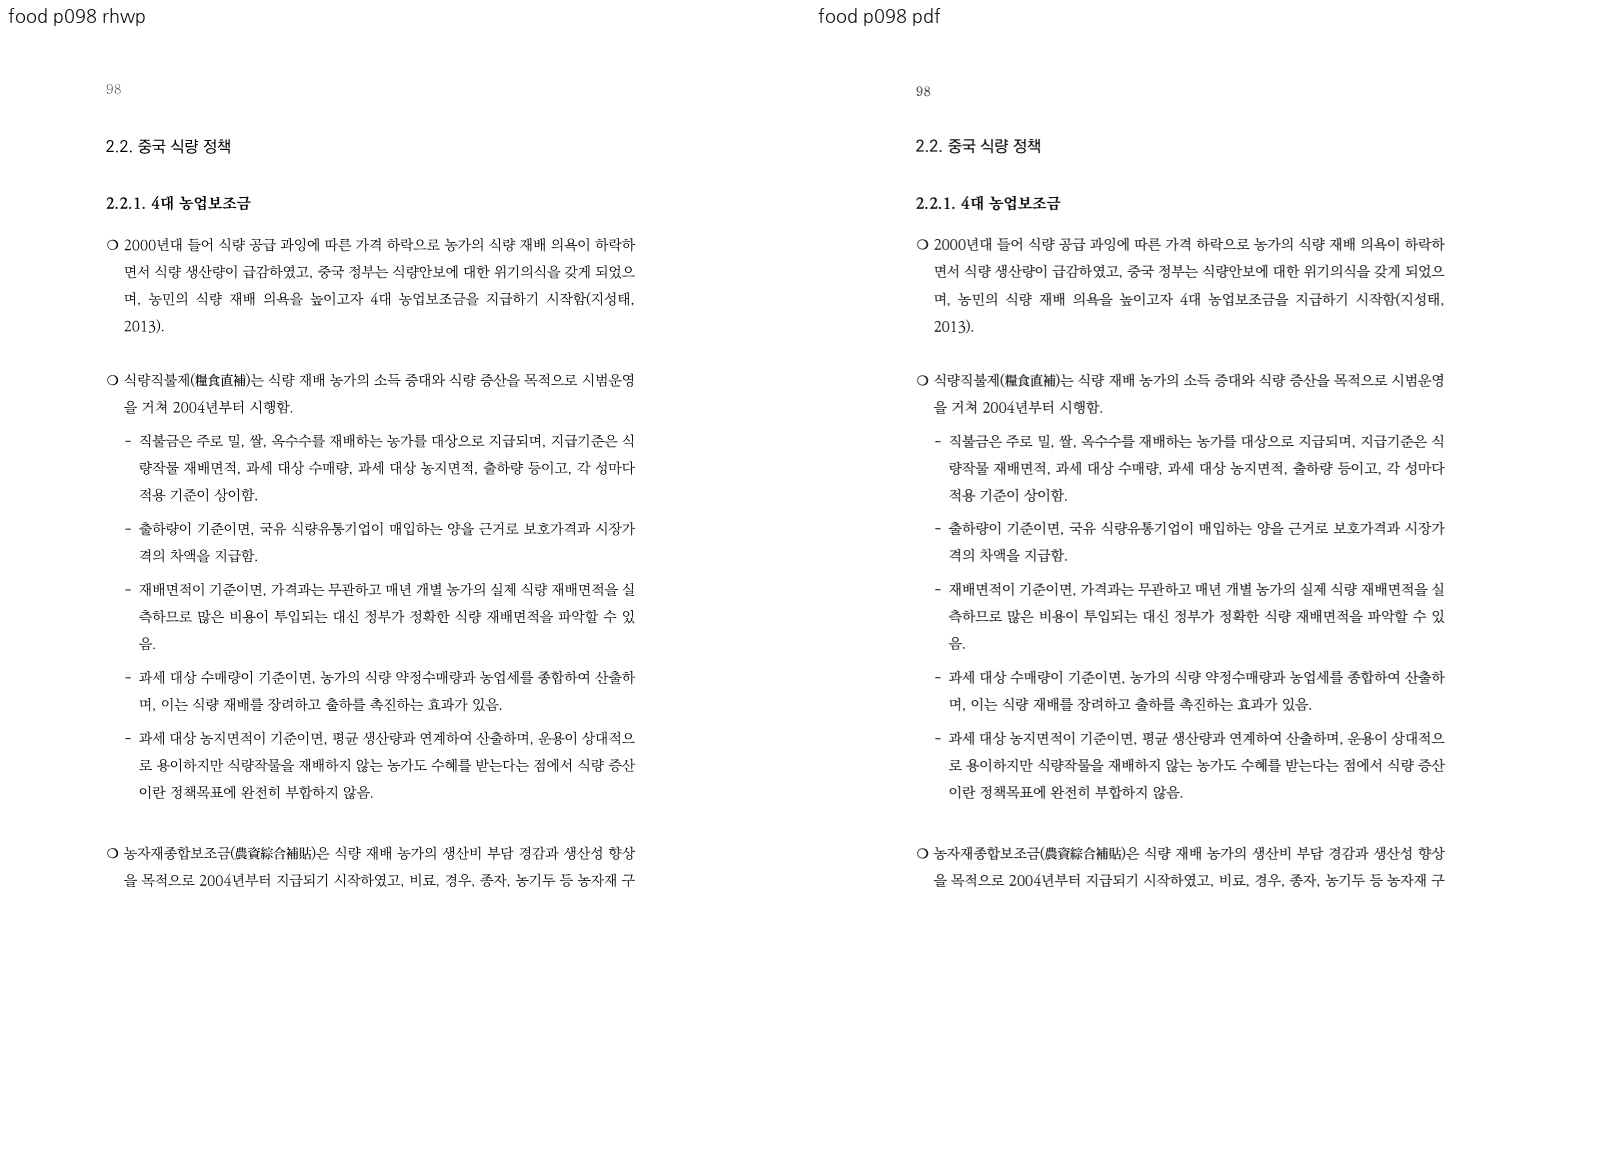 food p098 rhwp
98
2.2. 중국 식량 정책
2.2.1. 4대 농업보조금
❍ 2000년대 들어 식량 공급 과잉에 따른 가격 하락으로 농가의 식량 재배 의욕이 하락하
면서 식량 생산량이 급감하였고, 중국 정부는 식량안보에 대한 위기의식을 갖게 되었으
며, 농민의 식량 재배 의욕을 높이고자 4대 농업보조금을 지급하기 시작함(지성태,
2013).
❍ 식량직불제(糧食直補)는 식량 재배 농가의 소득 증대와 식량 증산을 목적으로 시범운영
을 거쳐 2004년부터 시행함.
- 직불금은 주로 밀, 쌀, 옥수수를 재배하는 농가를 대상으로 지급되며, 지급기준은 식
량작물 재배면적, 과세 대상 수매량, 과세 대상 농지면적, 출하량 등이고, 각 성마다
적용 기준이 상이함.
- 출하량이 기준이면, 국유 식량유통기업이 매입하는 양을 근거로 보호가격과 시장가
격의 차액을 지급함.
- 재배면적이 기준이면, 가격과는 무관하고 매년 개별 농가의 실제 식량 재배면적을 실
측하므로 많은 비용이 투입되는 대신 정부가 정확한 식량 재배면적을 파악할 수 있
음.
- 과세 대상 수매량이 기준이면, 농가의 식량 약정수매량과 농업세를 종합하여 산출하
며, 이는 식량 재배를 장려하고 출하를 촉진하는 효과가 있음.
- 과세 대상 농지면적이 기준이면, 평균 생산량과 연계하여 산출하며, 운용이 상대적으
로 용이하지만 식량작물을 재배하지 않는 농가도 수혜를 받는다는 점에서 식량 증산
이란 정책목표에 완전히 부합하지 않음.
❍ 농자재종합보조금(農資綜合補貼)은 식량 재배 농가의 생산비 부담 경감과 생산성 향상
을 목적으로 2004년부터 지급되기 시작하였고, 비료, 경우, 종자, 농기두 등 농자재 구
food p098 pdf
98
2.2. 중국 식량 정책
2.2.1. 4대 농업보조금
❍ 2000년대 들어 식량 공급 과잉에 따른 가격 하락으로 농가의 식량 재배 의욕이 하락하
면서 식량 생산량이 급감하였고, 중국 정부는 식량안보에 대한 위기의식을 갖게 되었으
며, 농민의 식량 재배 의욕을 높이고자 4대 농업보조금을 지급하기 시작함(지성태,
2013).
❍ 식량직불제(糧食直補)는 식량 재배 농가의 소득 증대와 식량 증산을 목적으로 시범운영
을 거쳐 2004년부터 시행함.
- 직불금은 주로 밀, 쌀, 옥수수를 재배하는 농가를 대상으로 지급되며, 지급기준은 식
량작물 재배면적, 과세 대상 수매량, 과세 대상 농지면적, 출하량 등이고, 각 성마다
적용 기준이 상이함.
- 출하량이 기준이면, 국유 식량유통기업이 매입하는 양을 근거로 보호가격과 시장가
격의 차액을 지급함.
- 재배면적이 기준이면, 가격과는 무관하고 매년 개별 농가의 실제 식량 재배면적을 실
측하므로 많은 비용이 투입되는 대신 정부가 정확한 식량 재배면적을 파악할 수 있
음.
- 과세 대상 수매량이 기준이면, 농가의 식량 약정수매량과 농업세를 종합하여 산출하
며, 이는 식량 재배를 장려하고 출하를 촉진하는 효과가 있음.
- 과세 대상 농지면적이 기준이면, 평균 생산량과 연계하여 산출하며, 운용이 상대적으
로 용이하지만 식량작물을 재배하지 않는 농가도 수혜를 받는다는 점에서 식량 증산
이란 정책목표에 완전히 부합하지 않음.
❍ 농자재종합보조금(農資綜合補貼)은 식량 재배 농가의 생산비 부담 경감과 생산성 향상
을 목적으로 2004년부터 지급되기 시작하였고, 비료, 경우, 종자, 농기두 등 농자재 구